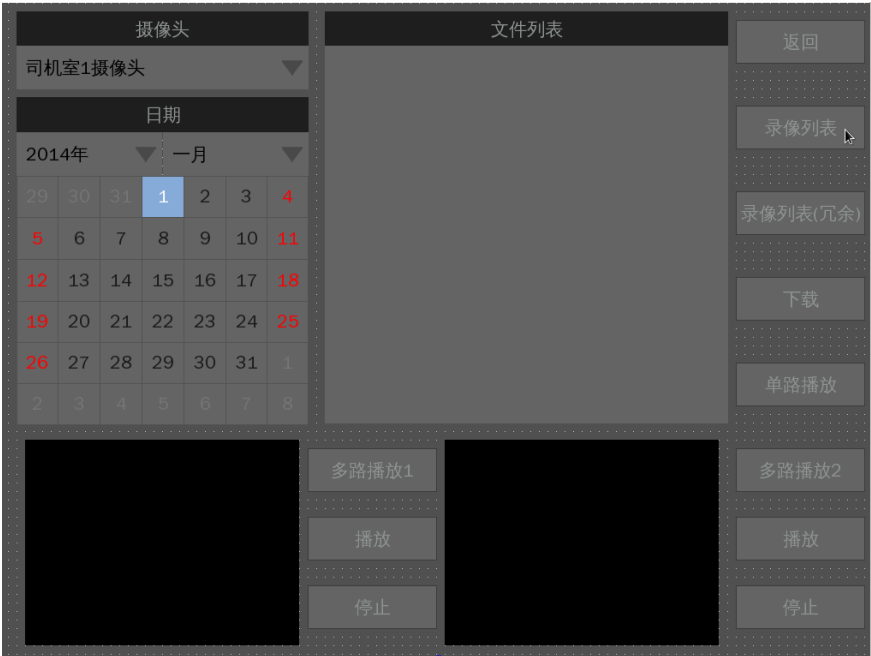 摄像头
司机室1摄像头
日期
2014年 一月
29 30 31 1 2 3 4
5 6 7 8 9 10 11
12 13 14 15 16 17 18
19 20 21 22 23 24 25
26 27 28 29 30 31 1
2 3 4 5 6 7 8
文件列表
返回
录像列表
录像列表(冗余)
下载
单路播放
多路播放1
播放
停止
多路播放2
播放
停止